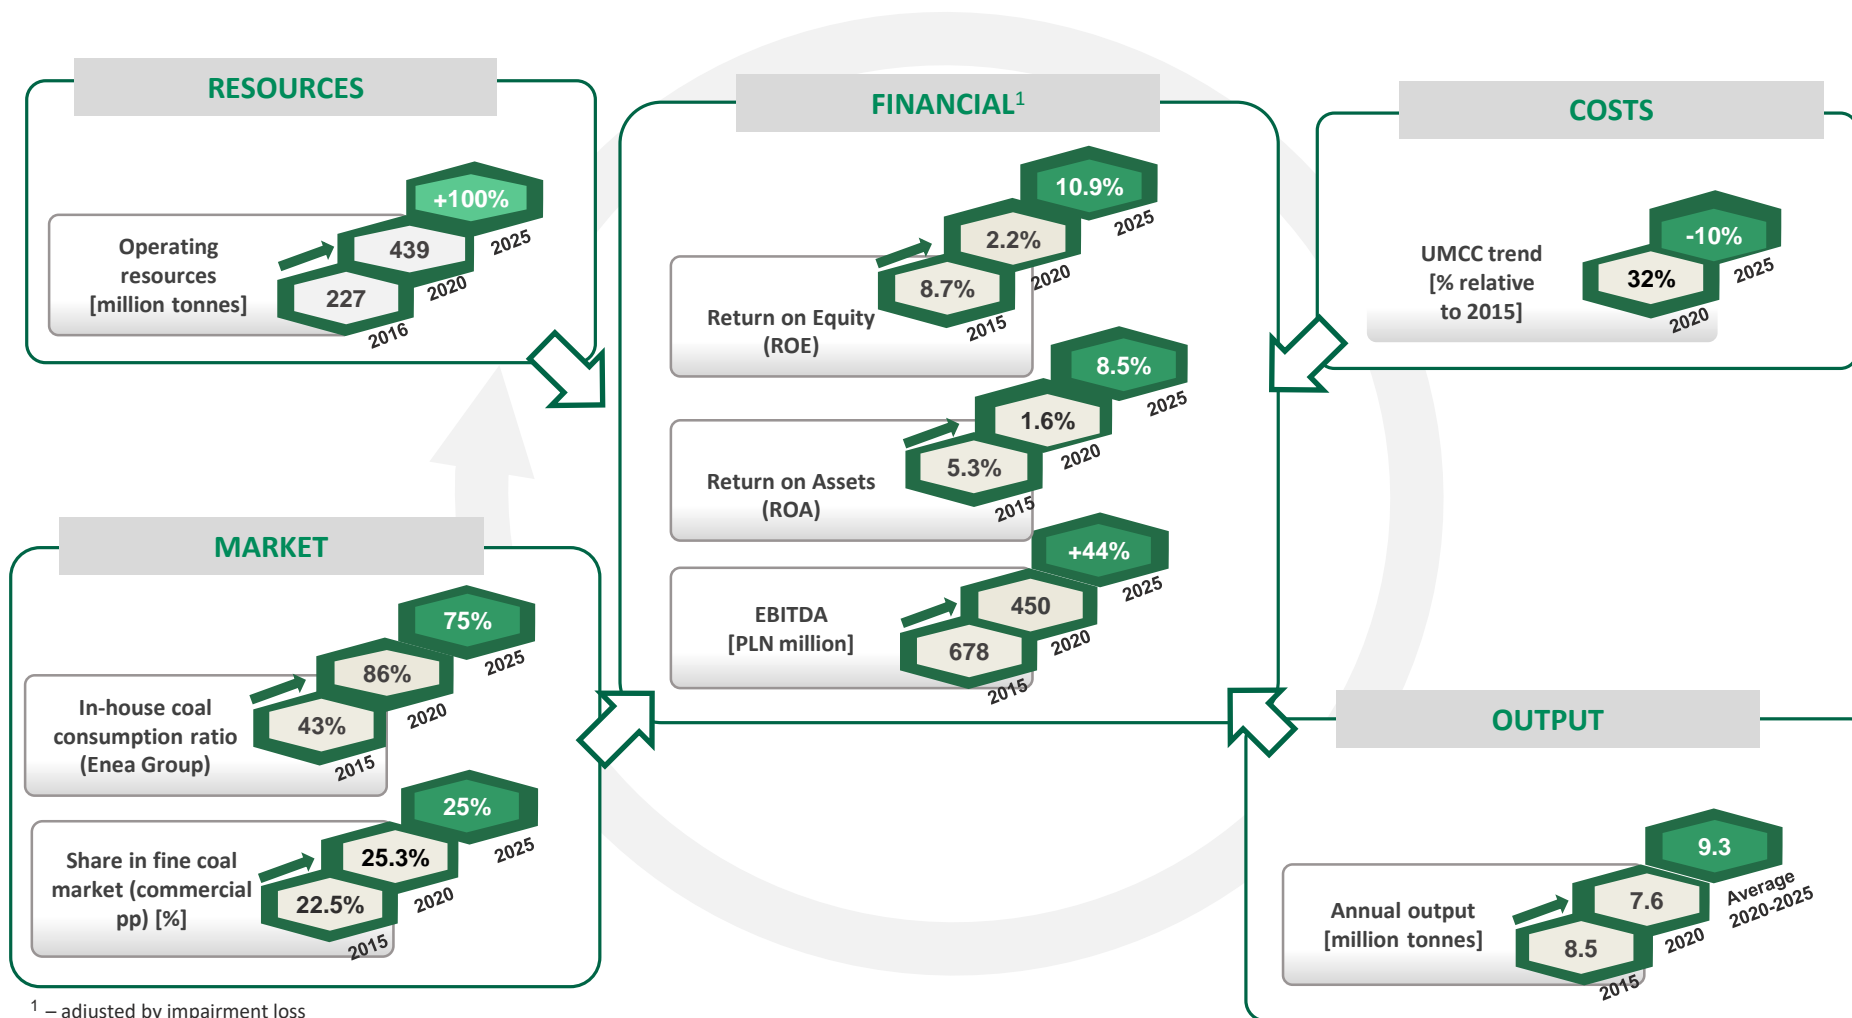 RESOURCES
Operating
resources
[million tonnes]
227
2016
439
2020
+100%
2025
FINANCIAL¹
Return on Equity
(ROE)
8.7%
2015
2.2%
2020
10.9%
2025
Return on Assets
(ROA)
5.3%
2015
1.6%
2020
8.5%
2025
EBITDA
[PLN million]
678
2015
450
2020
+44%
2025
COSTS
UMCC trend
[% relative
to 2015]
32%
2020
-10%
2025
MARKET
In-house coal
consumption ratio
(Enea Group)
43%
2015
86%
2020
75%
2025
Share in fine coal
market (commercial
pp) [%]
22.5%
2015
25.3%
2020
25%
2025
OUTPUT
Annual output
[million tonnes]
8.5
2015
7.6
2020
9.3
Average
2020-2025
¹ – adjusted by impairment loss